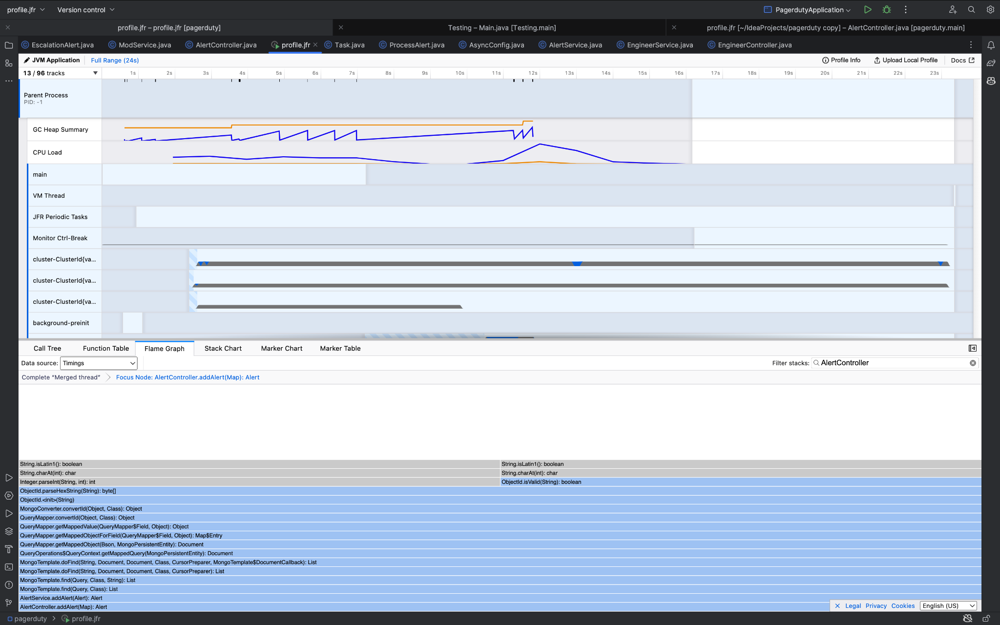 profile.jfr
Version control
PagerdutyApplication
profile.jfr – profile.jfr [pagerduty]
Testing – Main.java [Testing.main]
profile.jfr [~/IdeaProjects/pagerduty copy] – AlertController.java [pagerduty.main]
EscalationAlert.java
ModService.java
AlertController.java
profile.jfr
Task.java
ProcessAlert.java
AsyncConfig.java
AlertService.java
EngineerService.java
EngineerController.java
JVM Application
Full Range (24s)
Profile Info
Upload Local Profile
Docs
13 / 96 tracks
1s 2s 3s 4s 5s 6s 7s 8s 9s 10s 11s 12s 13s 14s 15s 16s 17s 18s 19s 20s 21s 22s 23s
Parent Process
PID: -1
GC Heap Summary
CPU Load
main
VM Thread
JFR Periodic Tasks
Monitor Ctrl-Break
cluster-ClusterId{va...
cluster-ClusterId{va...
cluster-ClusterId{va...
background-preinit
Call Tree
Function Table
Flame Graph
Stack Chart
Marker Chart
Marker Table
Data source: Timings
Filter stacks: AlertController
Complete “Merged thread”
Focus Node: AlertController.addAlert(Map): Alert
String.isLatin1(): boolean
String.isLatin1(): boolean
String.charAt(int): char
String.charAt(int): char
Integer.parseInt(String, int): int
ObjectId.isValid(String): boolean
ObjectId.parseHexString(String): byte[]
ObjectId.<init>(String)
MongoConverter.convertId(Object, Class): Object
QueryMapper.convertId(Object, Class): Object
QueryMapper.getMappedValue(QueryMapper$Field, Object): Object
QueryMapper.getMappedObjectForField(QueryMapper$Field, Object): Map$Entry
QueryMapper.getMappedObject(Bson, MongoPersistentEntity): Document
QueryOperations$QueryContext.getMappedQuery(MongoPersistentEntity): Document
MongoTemplate.doFind(String, Document, Document, Class, CursorPreparer, MongoTemplate$DocumentCallback): List
MongoTemplate.doFind(String, Document, Document, Class, CursorPreparer): List
MongoTemplate.find(Query, Class, String): List
MongoTemplate.find(Query, Class): List
AlertService.addAlert(Alert): Alert
AlertController.addAlert(Map): Alert
Legal
Privacy
Cookies
English (US)
pagerduty
profile.jfr